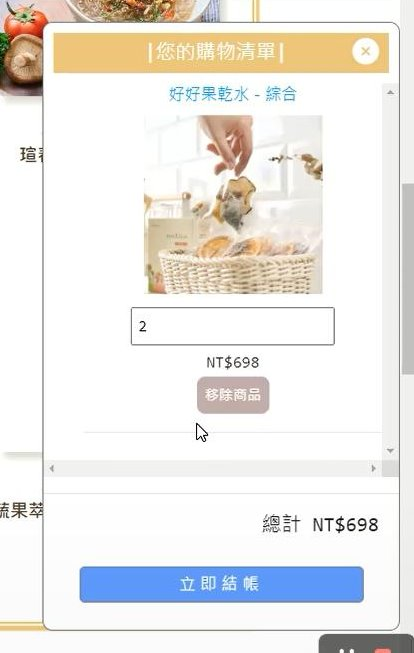 |您的購物清單|
×
好好果乾水 - 綜合
2
NT$698
移除商品
總計 NT$698
立即結帳
瑄
蔬果萃